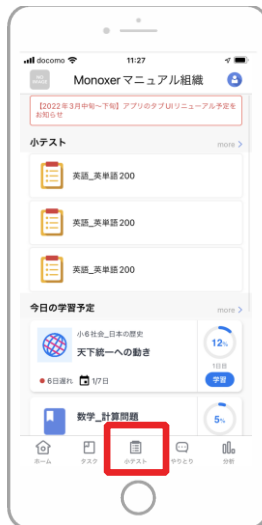 docomo 11:27
NO IMAGE
Monoxer マニュアル組織
【2022年3月中旬〜下旬】アプリのタブUIリニューアル予定を
お知らせ
小テスト more >
英語_英単語200
英語_英単語200
英語_英単語200
今日の学習予定 more >
小6社会_日本の歴史
天下統一への動き
12%
1日目
6日遅れ 1/7日
学習
数学_計算問題
5%
ホーム タスク 小テスト やりとり 分析